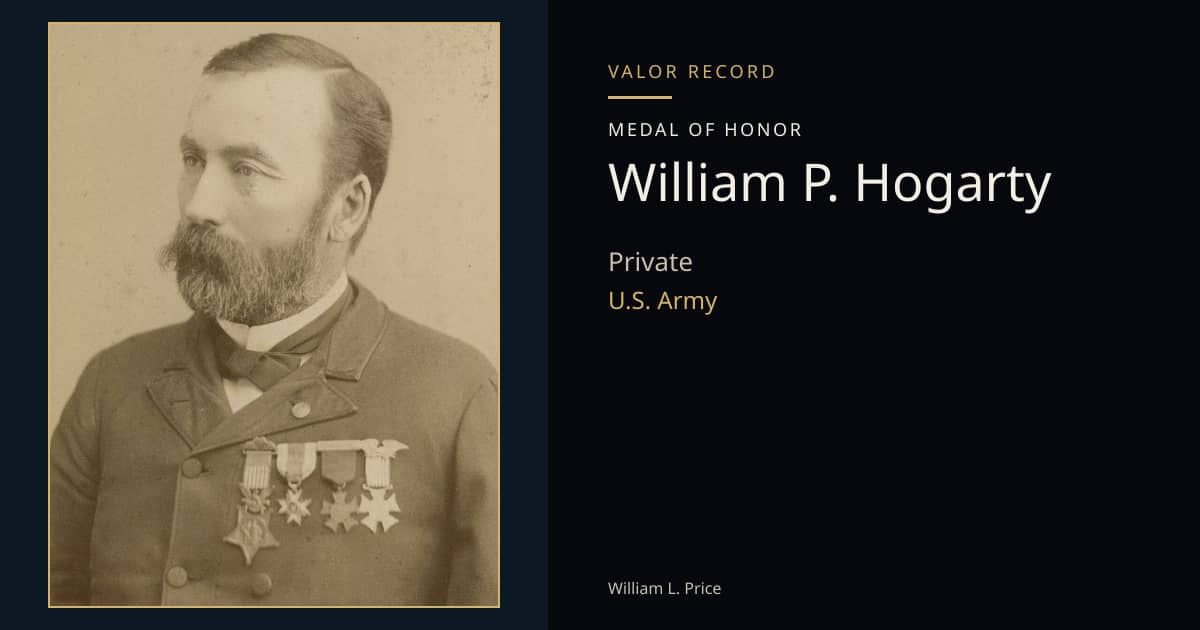 VALOR RECORD
MEDAL OF HONOR
William P. Hogarty
Private
U.S. Army
William L. Price